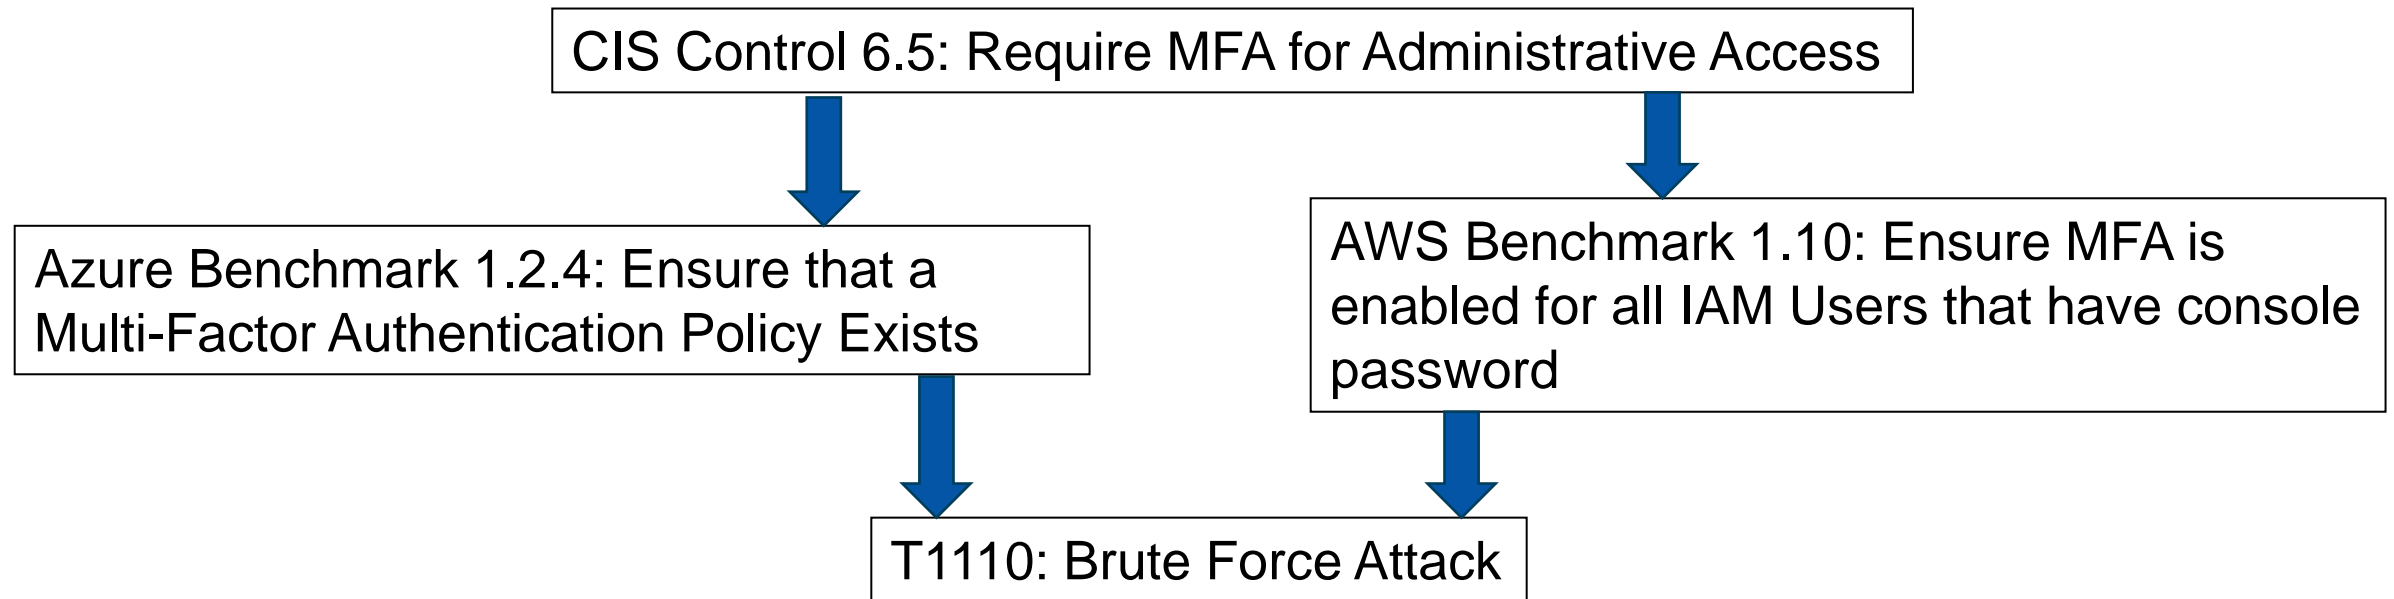 CIS Control 6.5: Require MFA for Administrative Access
Azure Benchmark 1.2.4: Ensure that a
Multi-Factor Authentication Policy Exists
AWS Benchmark 1.10: Ensure MFA is
enabled for all IAM Users that have console
password
T1110: Brute Force Attack